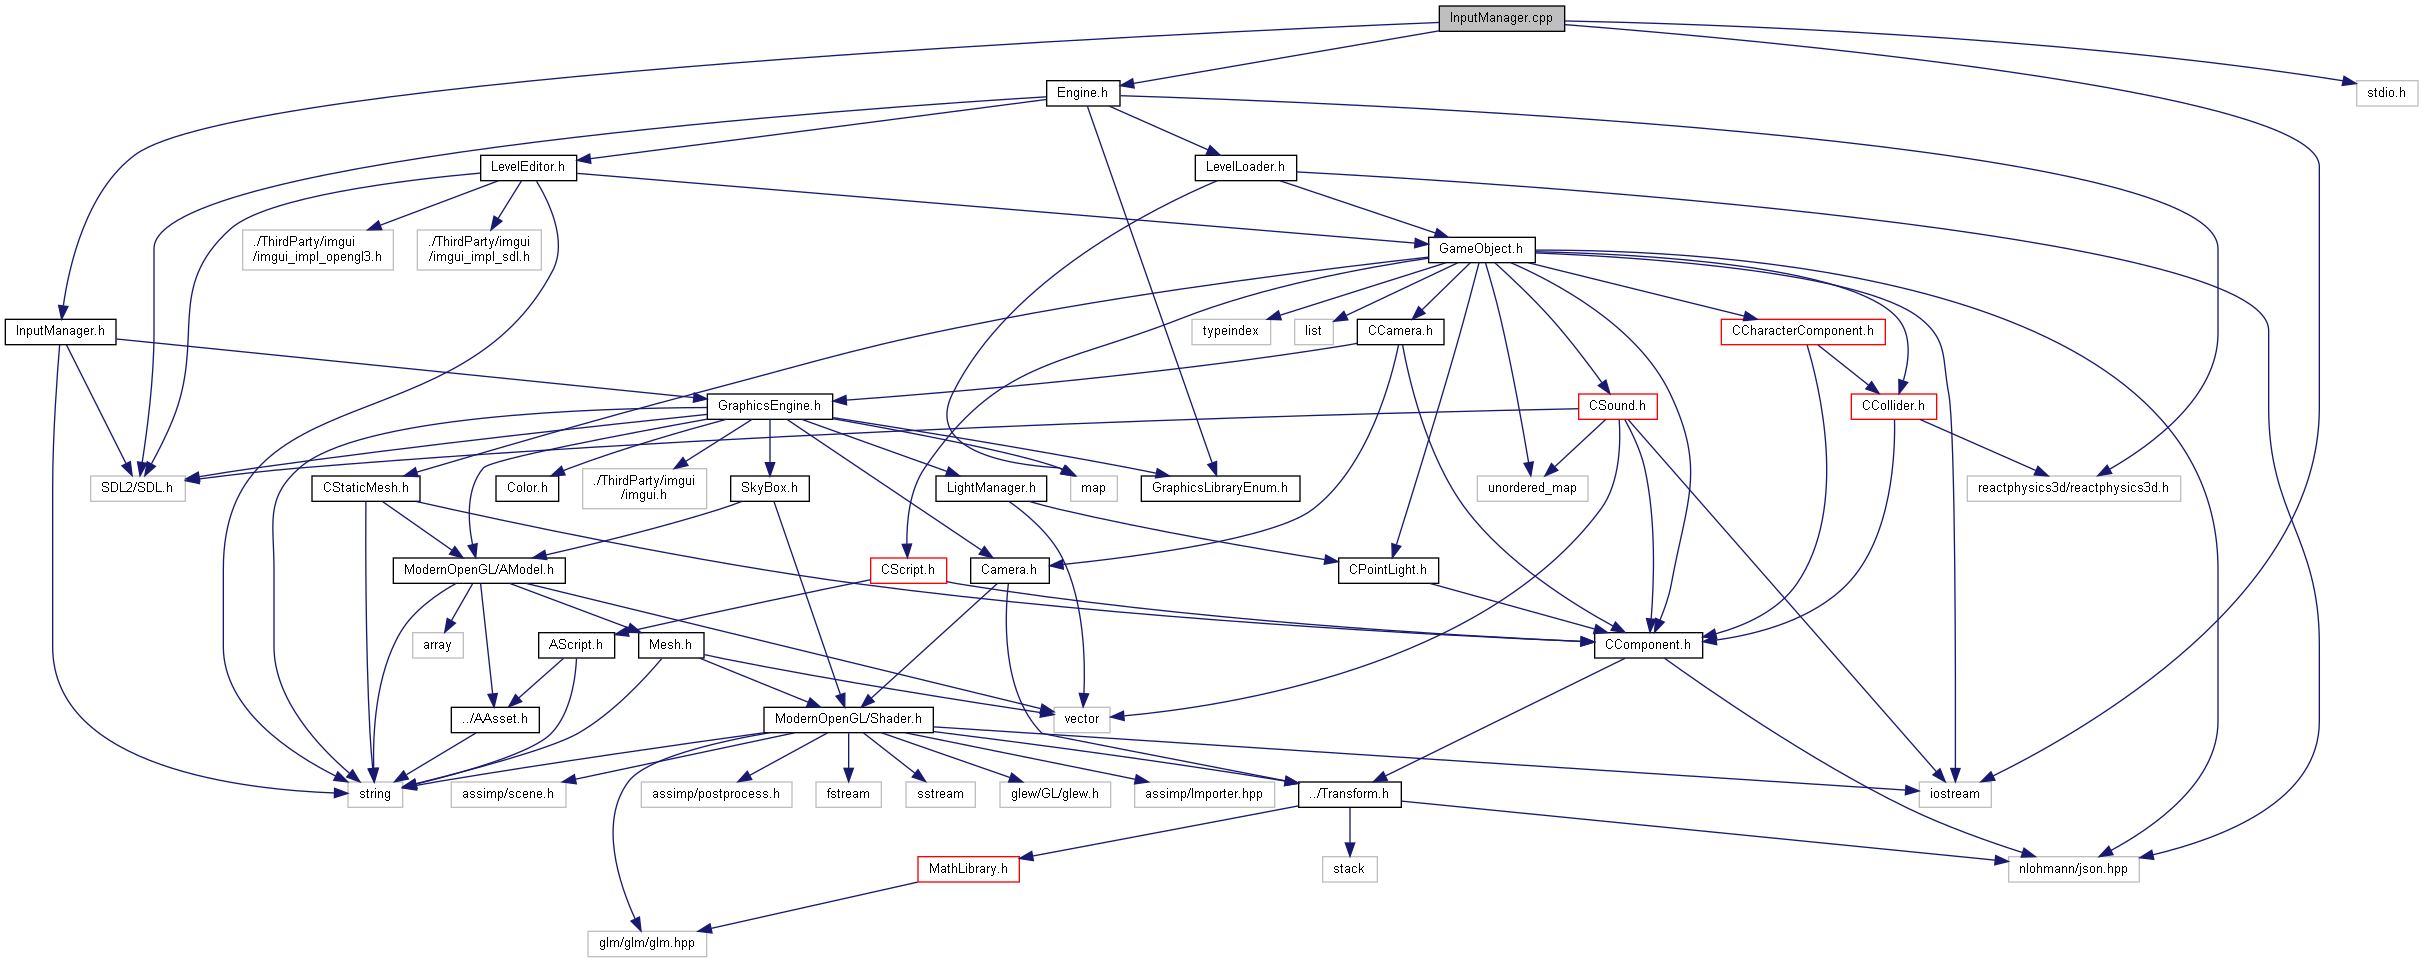 InputManager.cpp
Engine.h
stdio.h
LevelEditor.h
LevelLoader.h
./ThirdParty/imgui
/imgui_impl_opengl3.h
./ThirdParty/imgui
/imgui_impl_sdl.h
GameObject.h
InputManager.h
typeindex
list
CCamera.h
CCharacterComponent.h
GraphicsEngine.h
CSound.h
CCollider.h
SDL2/SDL.h
CStaticMesh.h
Color.h
./ThirdParty/imgui
/imgui.h
SkyBox.h
LightManager.h
map
GraphicsLibraryEnum.h
unordered_map
reactphysics3d/reactphysics3d.h
ModernOpenGL/AModel.h
CScript.h
Camera.h
CPointLight.h
array
AScript.h
Mesh.h
CComponent.h
../AAsset.h
ModernOpenGL/Shader.h
vector
string
assimp/scene.h
assimp/postprocess.h
fstream
sstream
glew/GL/glew.h
assimp/Importer.hpp
../Transform.h
iostream
MathLibrary.h
stack
nlohmann/json.hpp
glm/glm/glm.hpp